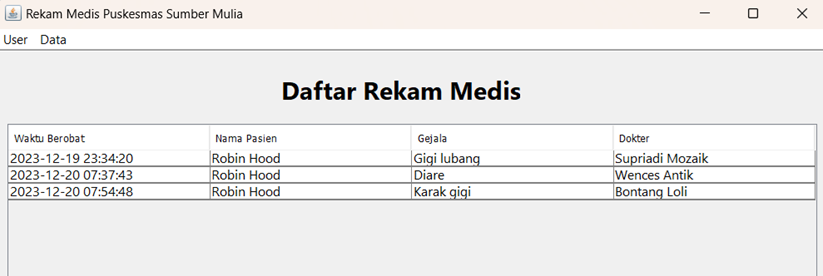 Rekam Medis Puskesmas Sumber Mulia
User Data
Daftar Rekam Medis
Waktu Berobat Nama Pasien Gejala Dokter
2023-12-19 23:34:20 Robin Hood Gigi lubang Supriadi Mozaik
2023-12-20 07:37:43 Robin Hood Diare Wences Antik
2023-12-20 07:54:48 Robin Hood Karak gigi Bontang Loli